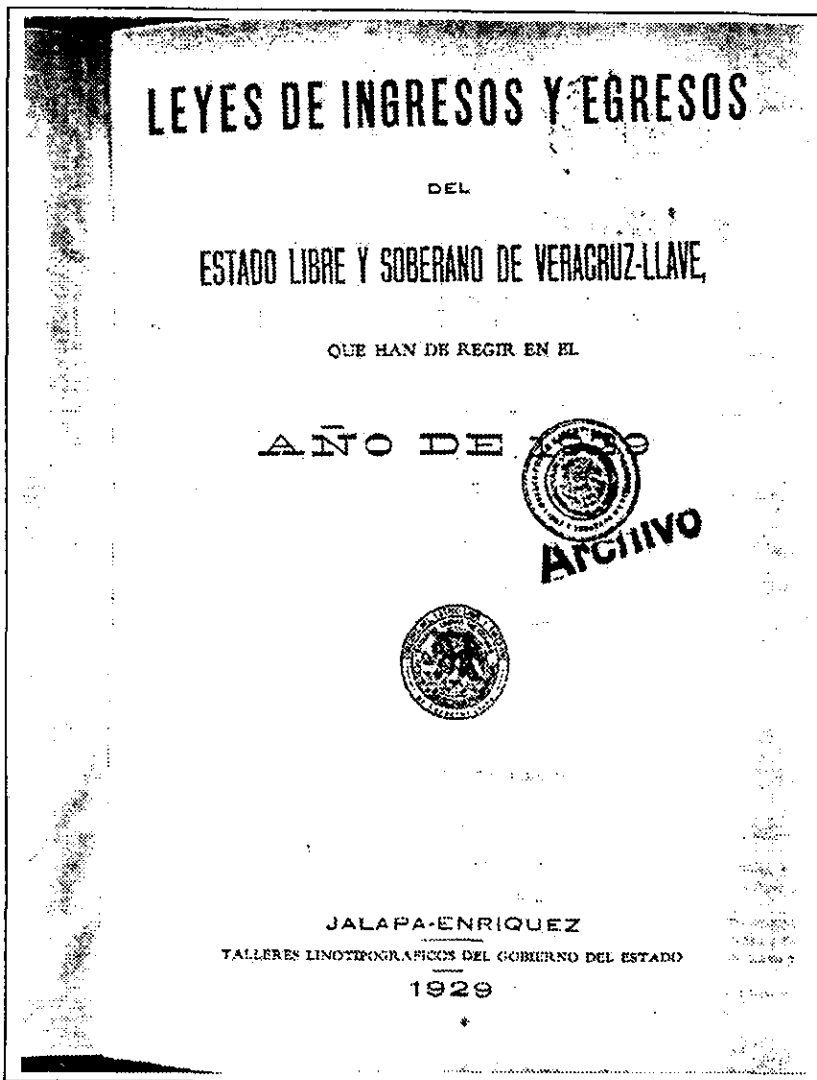 LEYES DE INGRESOS Y EGRESOS
DEL
ESTADO LIBRE Y SOBERANO DE VERACRUZ-LLAVE,
QUE HAN DE REGIR EN EL
AÑO DE
Archivo
JALAPA-ENRIQUEZ
TALLERES LINOTIPOGRAFICOS DEL GOBIERNO DEL ESTADO
1929